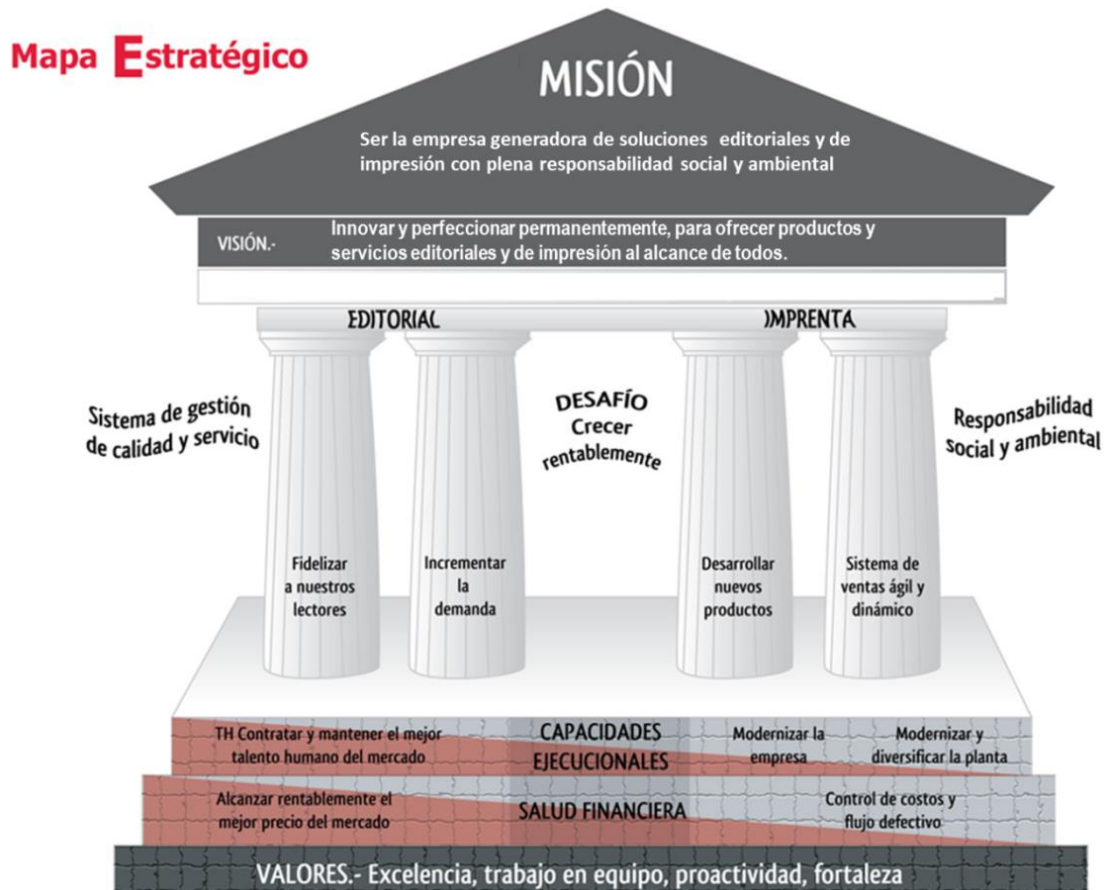 Mapa Estratégico
MISIÓN
Ser la empresa generadora de soluciones editoriales y de
impresión con plena responsabilidad social y ambiental
VISIÓN.-
Innovar y perfeccionar permanentemente, para ofrecer productos y
servicios editoriales y de impresión al alcance de todos.
EDITORIAL
IMPRENTA
Sistema de gestión
de calidad y servicio
DESAFÍO
Crecer
rentablemente
Responsabilidad
social y ambiental
Fidelizar
a nuestros
lectores
Incrementar
la
demanda
Desarrollar
nuevos
productos
Sistema de
ventas ágil y
dinámico
TH Contratar y mantener el mejor
talento humano del mercado
CAPACIDADES
EJECUCIONALES
Modernizar la
empresa
Modernizar y
diversificar la planta
Alcanzar rentablemente el
mejor precio del mercado
SALUD FINANCIERA
Control de costos y
flujo defectivo
VALORES.- Excelencia, trabajo en equipo, proactividad, fortaleza